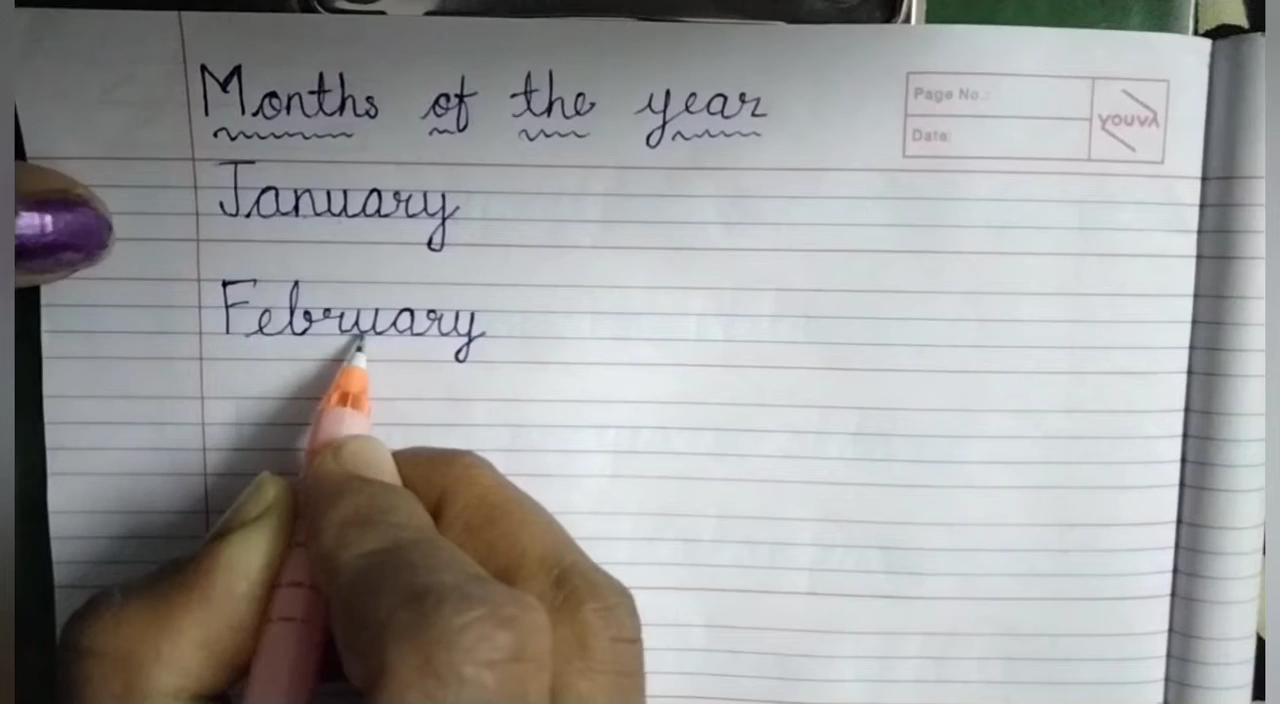 Months of the year
Page No.:
Date:
YOUVA
January
February